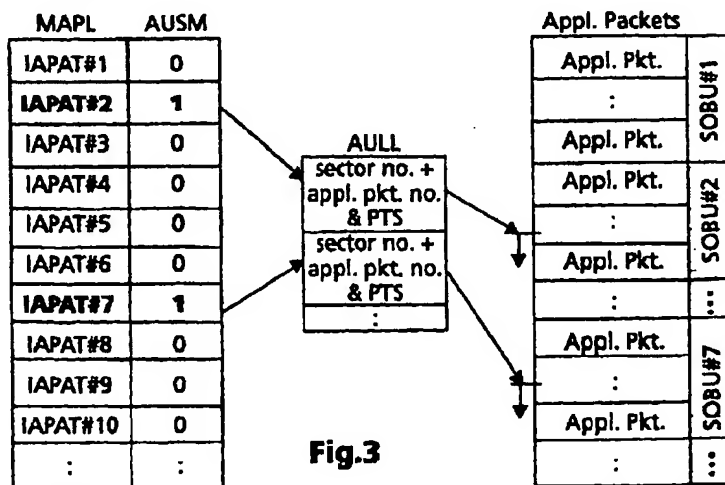 MAPL AUSM
IAPAT#1 0
IAPAT#2 1
IAPAT#3 0
IAPAT#4 0
IAPAT#5 0
IAPAT#6 0
IAPAT#7 1
IAPAT#8 0
IAPAT#9 0
IAPAT#10 0
: :
AULL
sector no. +
appl. pkt. no.
& PTS
sector no. +
appl. pkt. no.
& PTS
:
Appl. Packets
Appl. Pkt.
:
Appl. Pkt.
SOBU#1
Appl. Pkt.
:
Appl. Pkt.
SOBU#2
:
...
Appl. Pkt.
:
Appl. Pkt.
SOBU#7
:
...
Fig.3